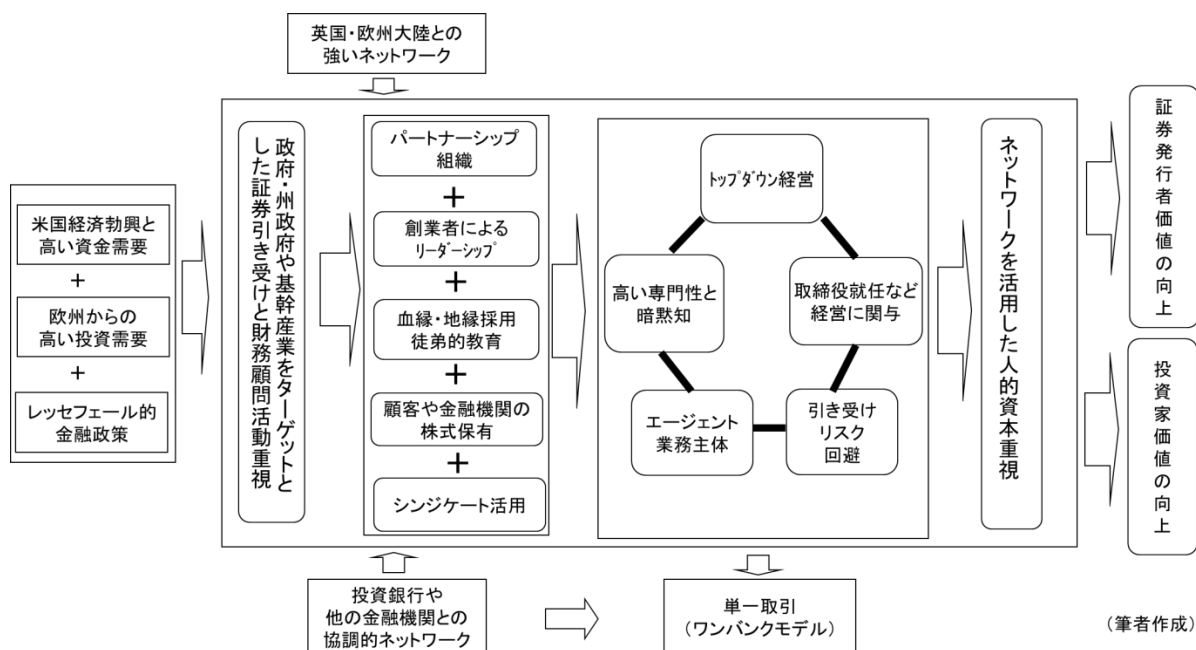 英国・欧州大陸との
強いネットワーク
米国経済勃興と
高い資金需要
+
欧州からの
高い投資需要
+
レッセフェール的
金融政策
政府・州政府や基幹産業をターゲットと
した証券引き受けと財務顧問活動重視
パートナーシップ
組織
+
創業者による
リーダーシップ
+
血縁・地縁採用
徒弟的教育
+
顧客や金融機関の
株式保有
+
シンジケート活用
トップダウン経営
高い専門性と
暗黙知
取締役就任など
経営に関与
エージェント
業務主体
引き受け
リスク
回避
ネットワークを活用した人的資本重視
証券発行者価値の向上
投資家価値の向上
投資銀行や
他の金融機関との
協調的ネットワーク
単一取引
(ワンバンクモデル)
(筆者作成)